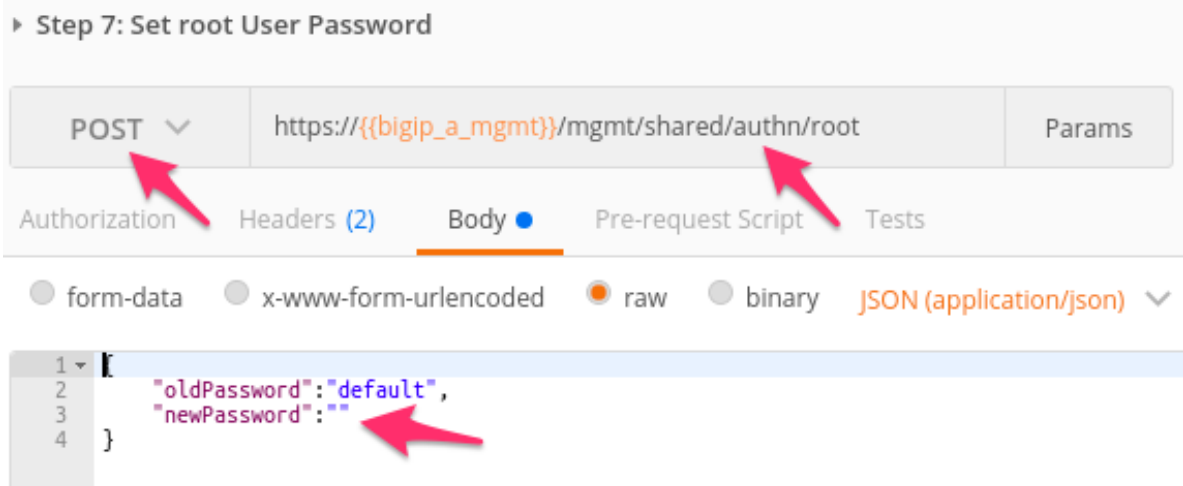 Step 7: Set root User Password
POST https://{{bigip_a_mgmt}}/mgmt/shared/authn/root Params
Authorization Headers (2) Body Pre-request Script Tests
form-data x-www-form-urlencoded raw binary JSON (application/json)
1 {
2 "oldPassword":"default",
3 "newPassword":""
4 }